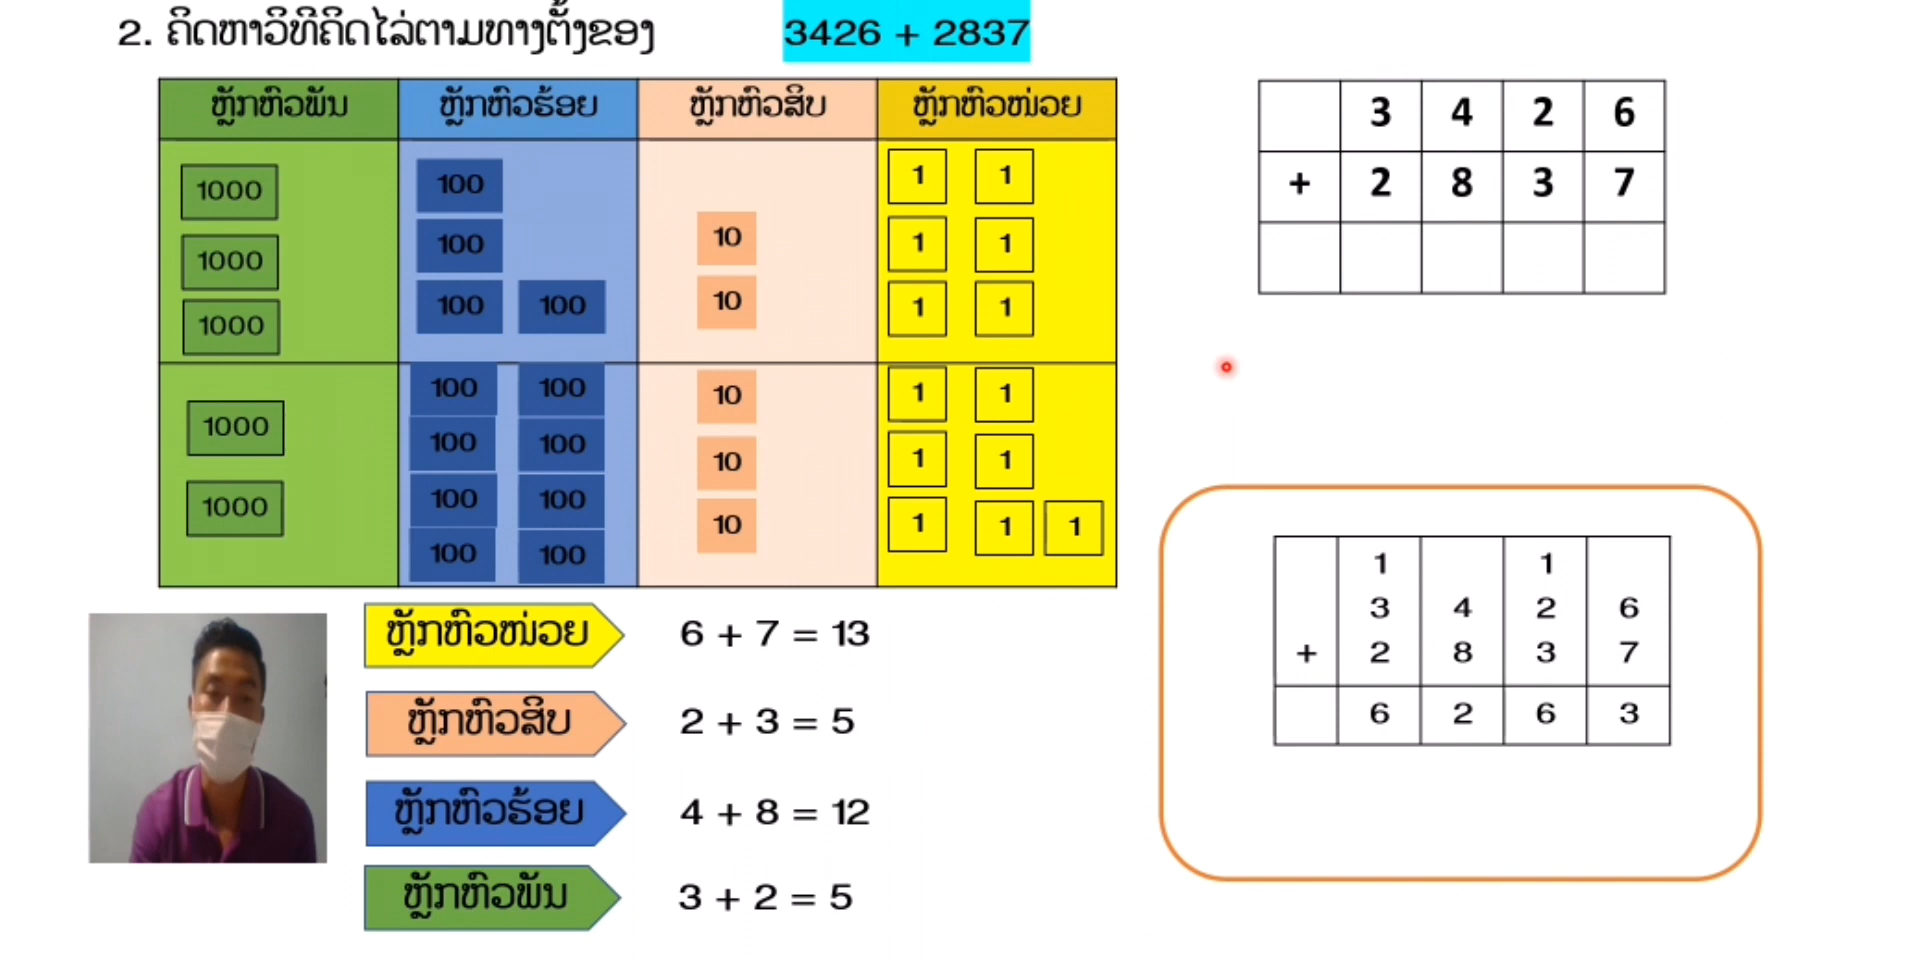 2. ຄິດຫາວິທີຄິດໄລ່ຕາມທາງຕັ້ງຂອງ 3426 + 2837
ຫຼັກຫົວພັນ ຫຼັກຫົວຮ້ອຍ ຫຼັກຫົວສິບ ຫຼັກຫົວໜ່ວຍ
1000 100 1 1
1000 100 10 1 1
1000 100 100 10 1 1
1000 100 100 10 1 1
100 100 10 1 1
1000 100 100 10 1 1 1
100 100
3 4 2 6
+ 2 8 3 7
ຫຼັກຫົວໜ່ວຍ 6 + 7 = 13
ຫຼັກຫົວສິບ 2 + 3 = 5
ຫຼັກຫົວຮ້ອຍ 4 + 8 = 12
ຫຼັກຫົວພັນ 3 + 2 = 5
1 1
3 4 2 6
+ 2 8 3 7
6 2 6 3